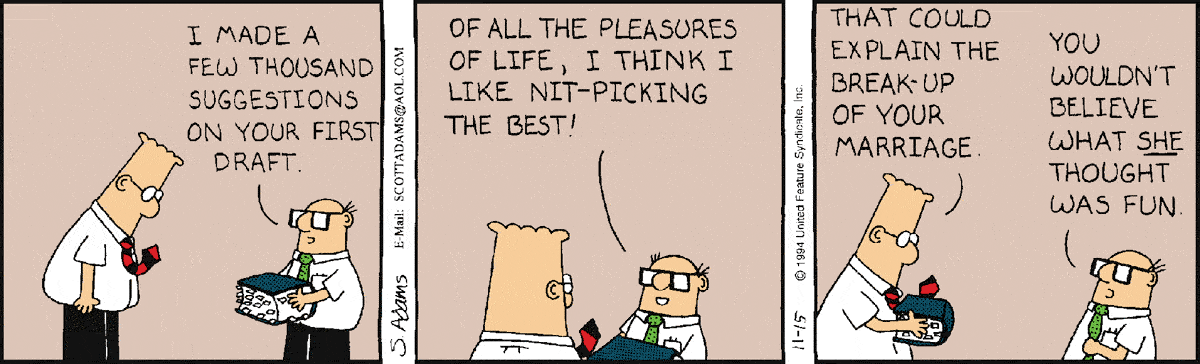 I MADE A
FEW THOUSAND
SUGGESTIONS
ON YOUR FIRST
DRAFT.
S. Adams E-Mail: SCOTTADAMS@AOL.COM
OF ALL THE PLEASURES
OF LIFE, I THINK I
LIKE NIT-PICKING
THE BEST!
11-15 © 1994 United Feature Syndicate, Inc.
THAT COULD
EXPLAIN THE
BREAK-UP
OF YOUR
MARRIAGE.
YOU
WOULDN'T
BELIEVE
WHAT SHE
THOUGHT
WAS FUN.